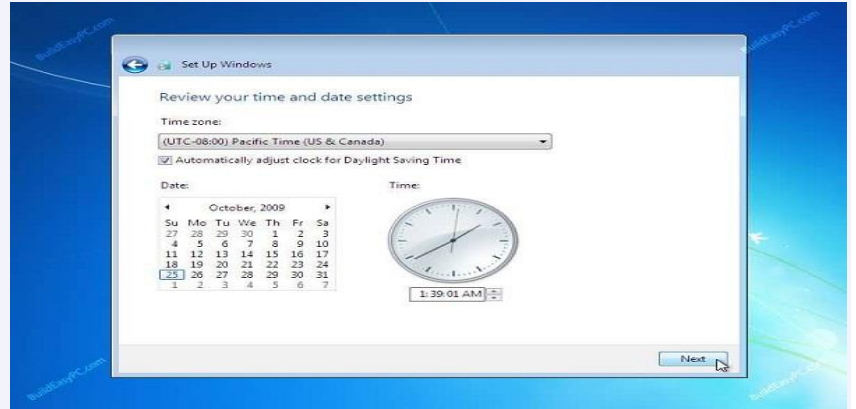 BuildEasyPC.com
BuildEasyPC.com
Set Up Windows
Review your time and date settings
Time zone:
(UTC-08:00) Pacific Time (US & Canada)
Automatically adjust clock for Daylight Saving Time
Date: Time:
October, 2009
Su Mo Tu We Th Fr Sa
27 28 29 30 1 2 3
4 5 6 7 8 9 10
11 12 13 14 15 16 17
18 19 20 21 22 23 24
25 26 27 28 29 30 31
1 2 3 4 5 6 7
1:39:01 AM
Next
BuildEasyPC.com
BuildEasyPC.com